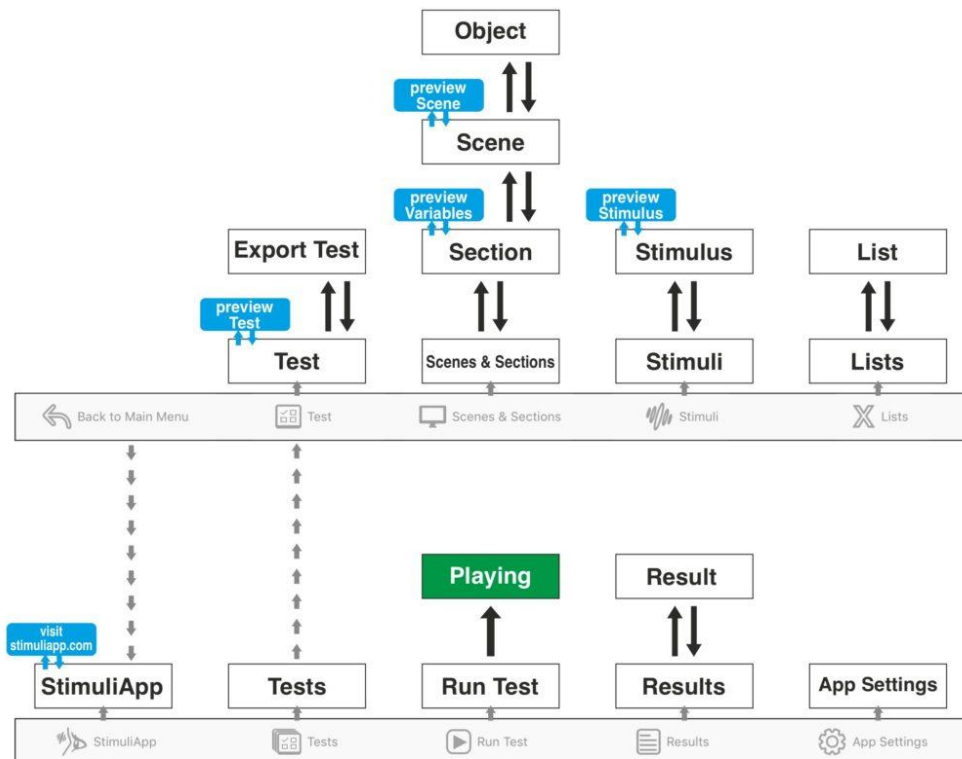 Object
preview
Scene
Scene
preview
Variables
preview
Stimulus
Export Test
Section
Stimulus
List
preview
Test
Test
Scenes & Sections
Stimuli
Lists
Back to Main Menu
Test
Scenes & Sections
Stimuli
Lists
Playing
Result
visit
stimuliapp.com
StimuliApp
Tests
Run Test
Results
App Settings
StimuliApp
Tests
Run Test
Results
App Settings